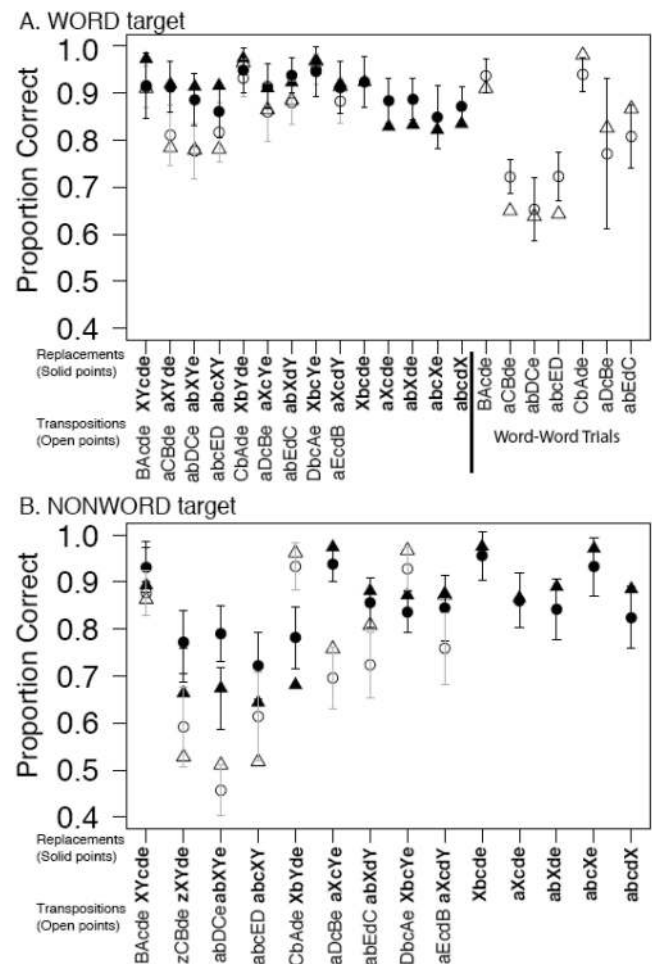 A. WORD target
Proportion Correct
1.0
0.9
0.8
0.7
0.6
0.5
0.4
Replacements
(Solid points)
XYcde aXYde abXYe abcXY XbYde aXcYe abXdY XbcYe aXcdY Xbcde aXcde abXde abcXe abcdX BAcde aCBde abDCe abcED CbAde aDcBe abEdC
Transpositions
(Open points)
BAcde aCBde abDCe abcED CbAde aDcBe abEdC DbcAe aEcdB
Word-Word Trials
B. NONWORD target
Proportion Correct
1.0
0.9
0.8
0.7
0.6
0.5
0.4
Replacements
(Solid points)
XYcde zXYde abXYe abcXY XbYde aXcYe abXdY XbcYe aXcdY Xbcde aXcde abXde abcXe abcdX
Transpositions
(Open points)
BAcde zCBde abDCe abcED CbAde aDcBe abEdC DbcAe aEcdB